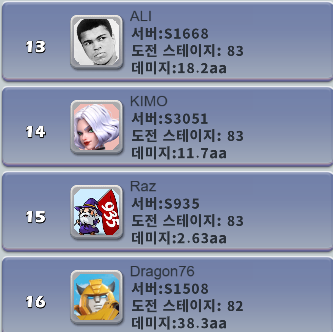 13
ALI
서버:S1668
도전 스테이지: 83
데미지:18.2aa
14
KIMO
서버:S3051
도전 스테이지: 83
데미지:11.7aa
15
935
Raz
서버:S935
도전 스테이지: 83
데미지:2.63aa
16
Dragon76
서버:S1508
도전 스테이지: 82
데미지:38.3aa